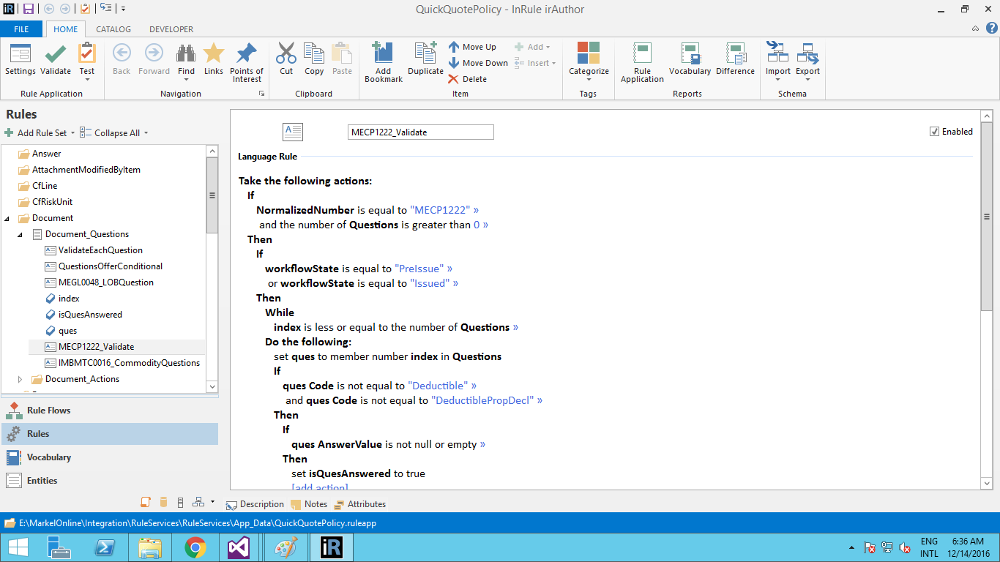 iR QuickQuotePolicy - InRule irAuthor
FILE HOME CATALOG DEVELOPER
Settings Validate Test Back Forward Find Links Points of Interest Cut Copy Paste Add Bookmark Duplicate Move Up Move Down Delete Add Insert Categorize Rule Application Vocabulary Difference Import Export
Rule Application Navigation Clipboard Item Tags Reports Schema
Rules
Add Rule Set Collapse All
Answer
AttachmentModifiedByItem
CfLine
CfRiskUnit
Document
Document_Questions
ValidateEachQuestion
QuestionsOfferConditional
MEGL0048_LOBQuestion
index
isQuesAnswered
ques
MECP1222_Validate
IMBMTC0016_CommodityQuestions
Document_Actions
Rule Flows
Rules
Vocabulary
Entities
MECP1222_Validate
Enabled
Language Rule
Take the following actions:
If
NormalizedNumber is equal to "MECP1222" »
and the number of Questions is greater than 0 »
Then
If
workflowState is equal to "PreIssue" »
or workflowState is equal to "Issued" »
Then
While
index is less or equal to the number of Questions »
Do the following:
set ques to member number index in Questions
If
ques Code is not equal to "Deductible" »
and ques Code is not equal to "DeductiblePropDecl" »
Then
If
ques AnswerValue is not null or empty »
Then
set isQuesAnswered to true
[add action]
Description Notes Attributes
E:\MarkelOnline\Integration\RuleServices\RuleServices\App_Data\QuickQuotePolicy.ruleapp
iR
ENG 6:36 AM
INTL 12/14/2016